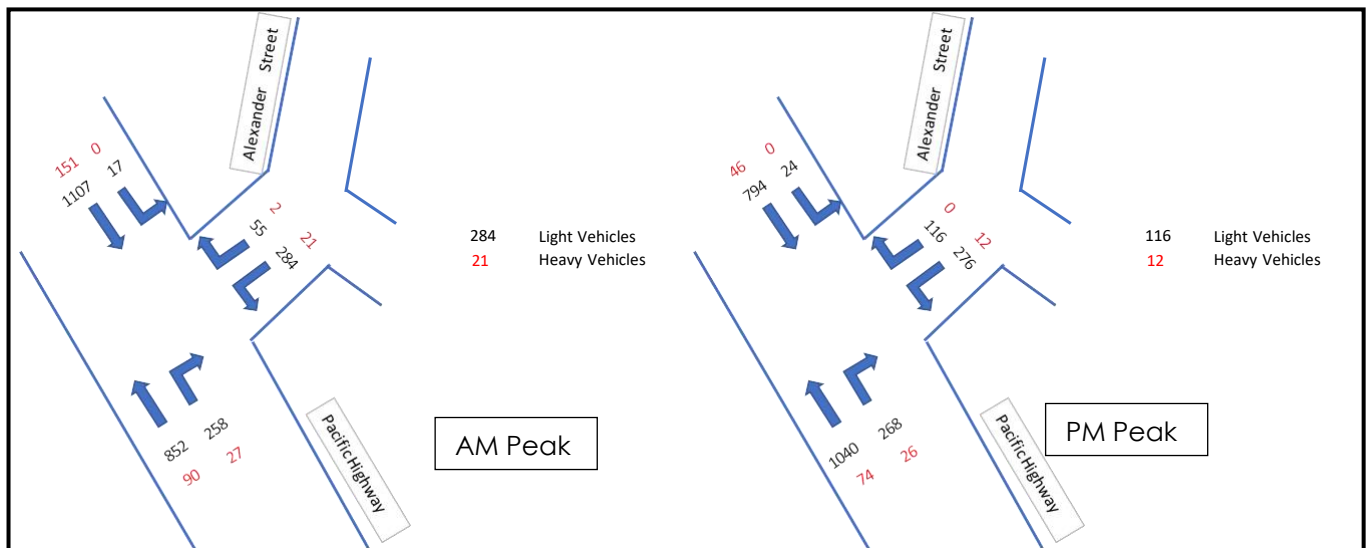 Alexander Street
151 0
1107 17
2
55 21
284
284 Light Vehicles
21 Heavy Vehicles
852 258
90 27
Pacific Highway
AM Peak
Alexander Street
46 0
794 24
0
116 12
276
116 Light Vehicles
12 Heavy Vehicles
1040 268
74 26
PacificHighway
PM Peak